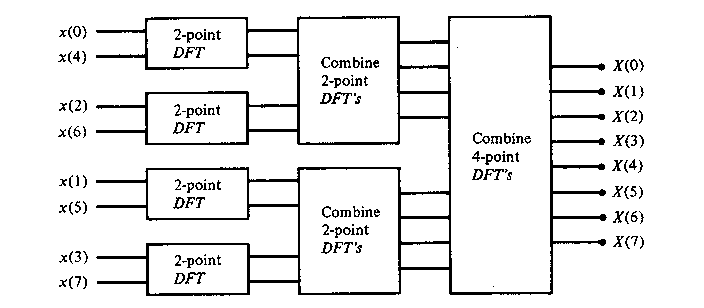 x(0)
x(4)
2-point
DFT
x(2)
x(6)
2-point
DFT
x(1)
x(5)
2-point
DFT
x(3)
x(7)
2-point
DFT
Combine
2-point
DFT's
Combine
2-point
DFT's
Combine
4-point
DFT's
X(0)
X(1)
X(2)
X(3)
X(4)
X(5)
X(6)
X(7)